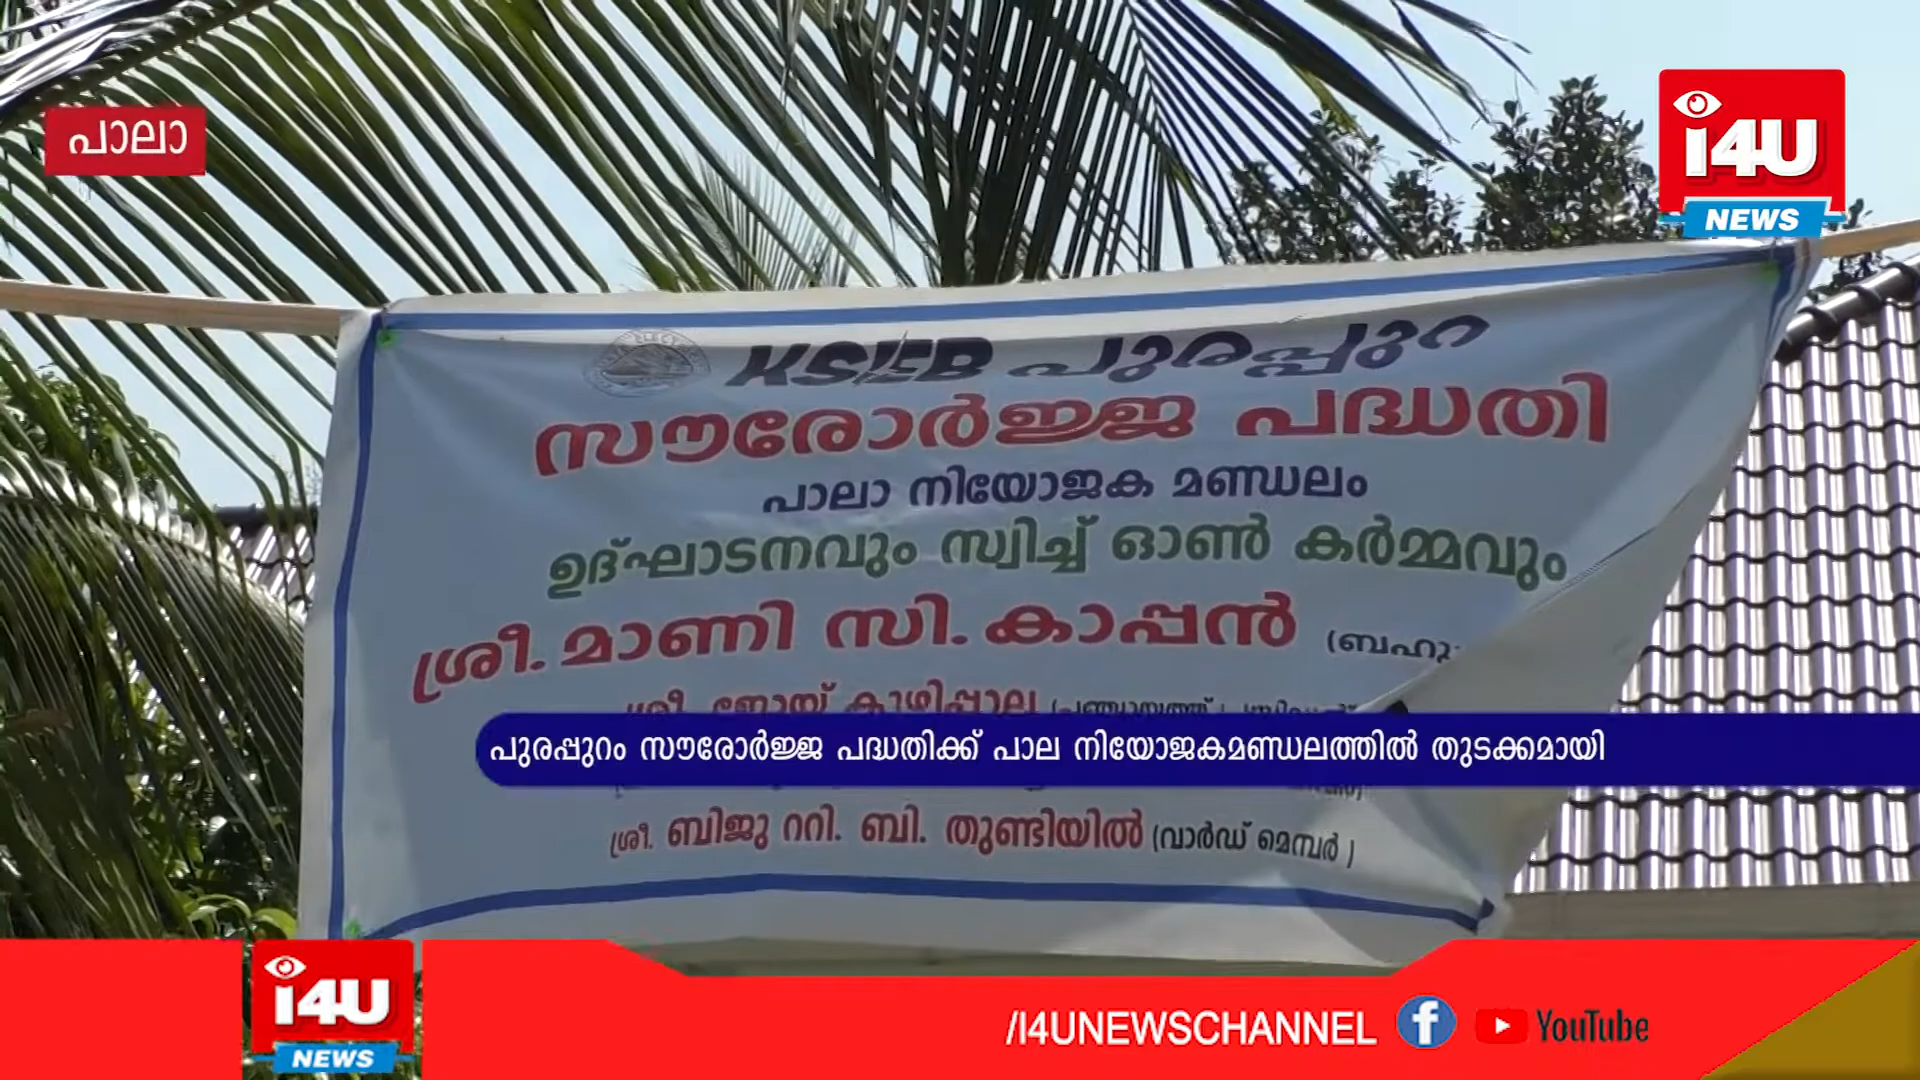 പാലാ
i4U
NEWS
KSEB പുരപ്പുറ
സൗരോർജ്ജ പദ്ധതി
പാലാ നിയോജക മണ്ഡലം
ഉദ്ഘാടനവും സ്വിച്ച് ഓൺ കർമ്മവും
ശ്രീ. മാണി സി. കാപ്പൻ (ബഹു:
ശ്രീ. ജോയ് കുഴിപ്പാല
പുരപ്പുറം സൗരോർജ്ജ പദ്ധതിക്ക് പാല നിയോജകമണ്ഡലത്തിൽ തുടക്കമായി
ശ്രീ. ബിജു ററി. ബി. തുണ്ടിയിൽ (വാർഡ് മെമ്പർ )
i4U
NEWS
/I4UNEWSCHANNEL
YouTube